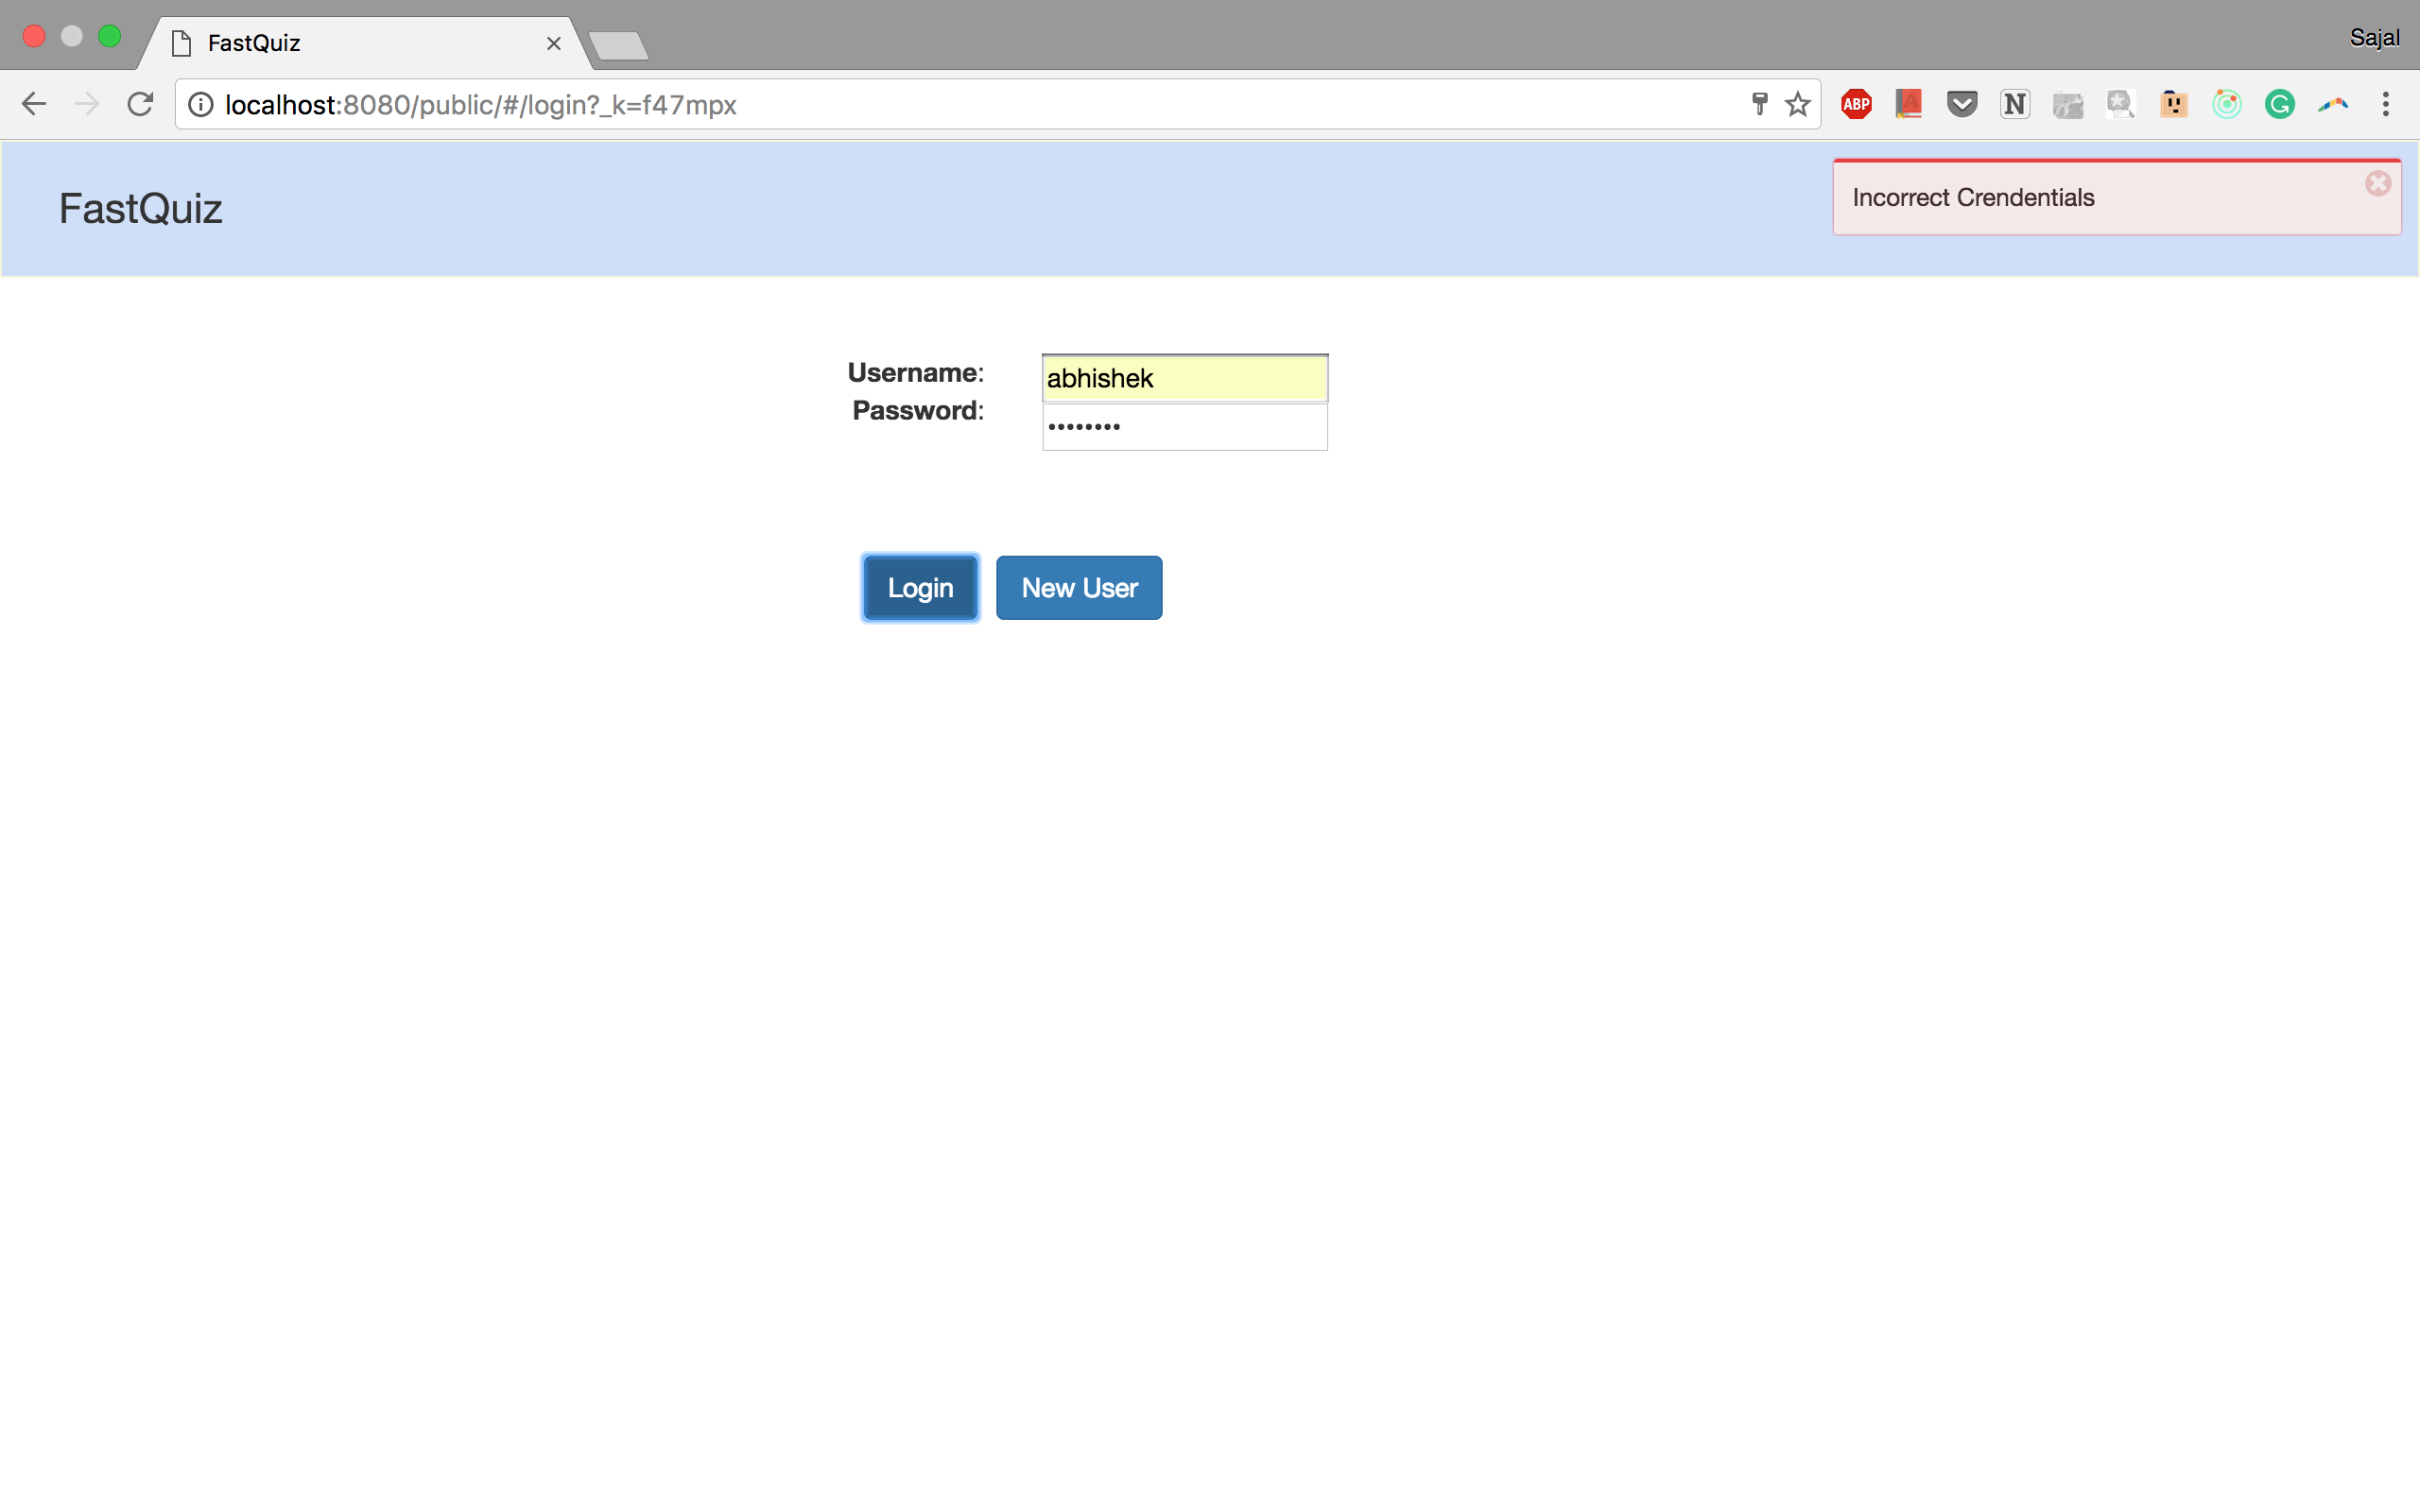 FastQuiz
Sajal
localhost:8080/public/#/login?_k=f47mpx
ABP
A
N
G
FastQuiz
Incorrect Crendentials
Username:
abhishek
Password:
••••••••
Login
New User